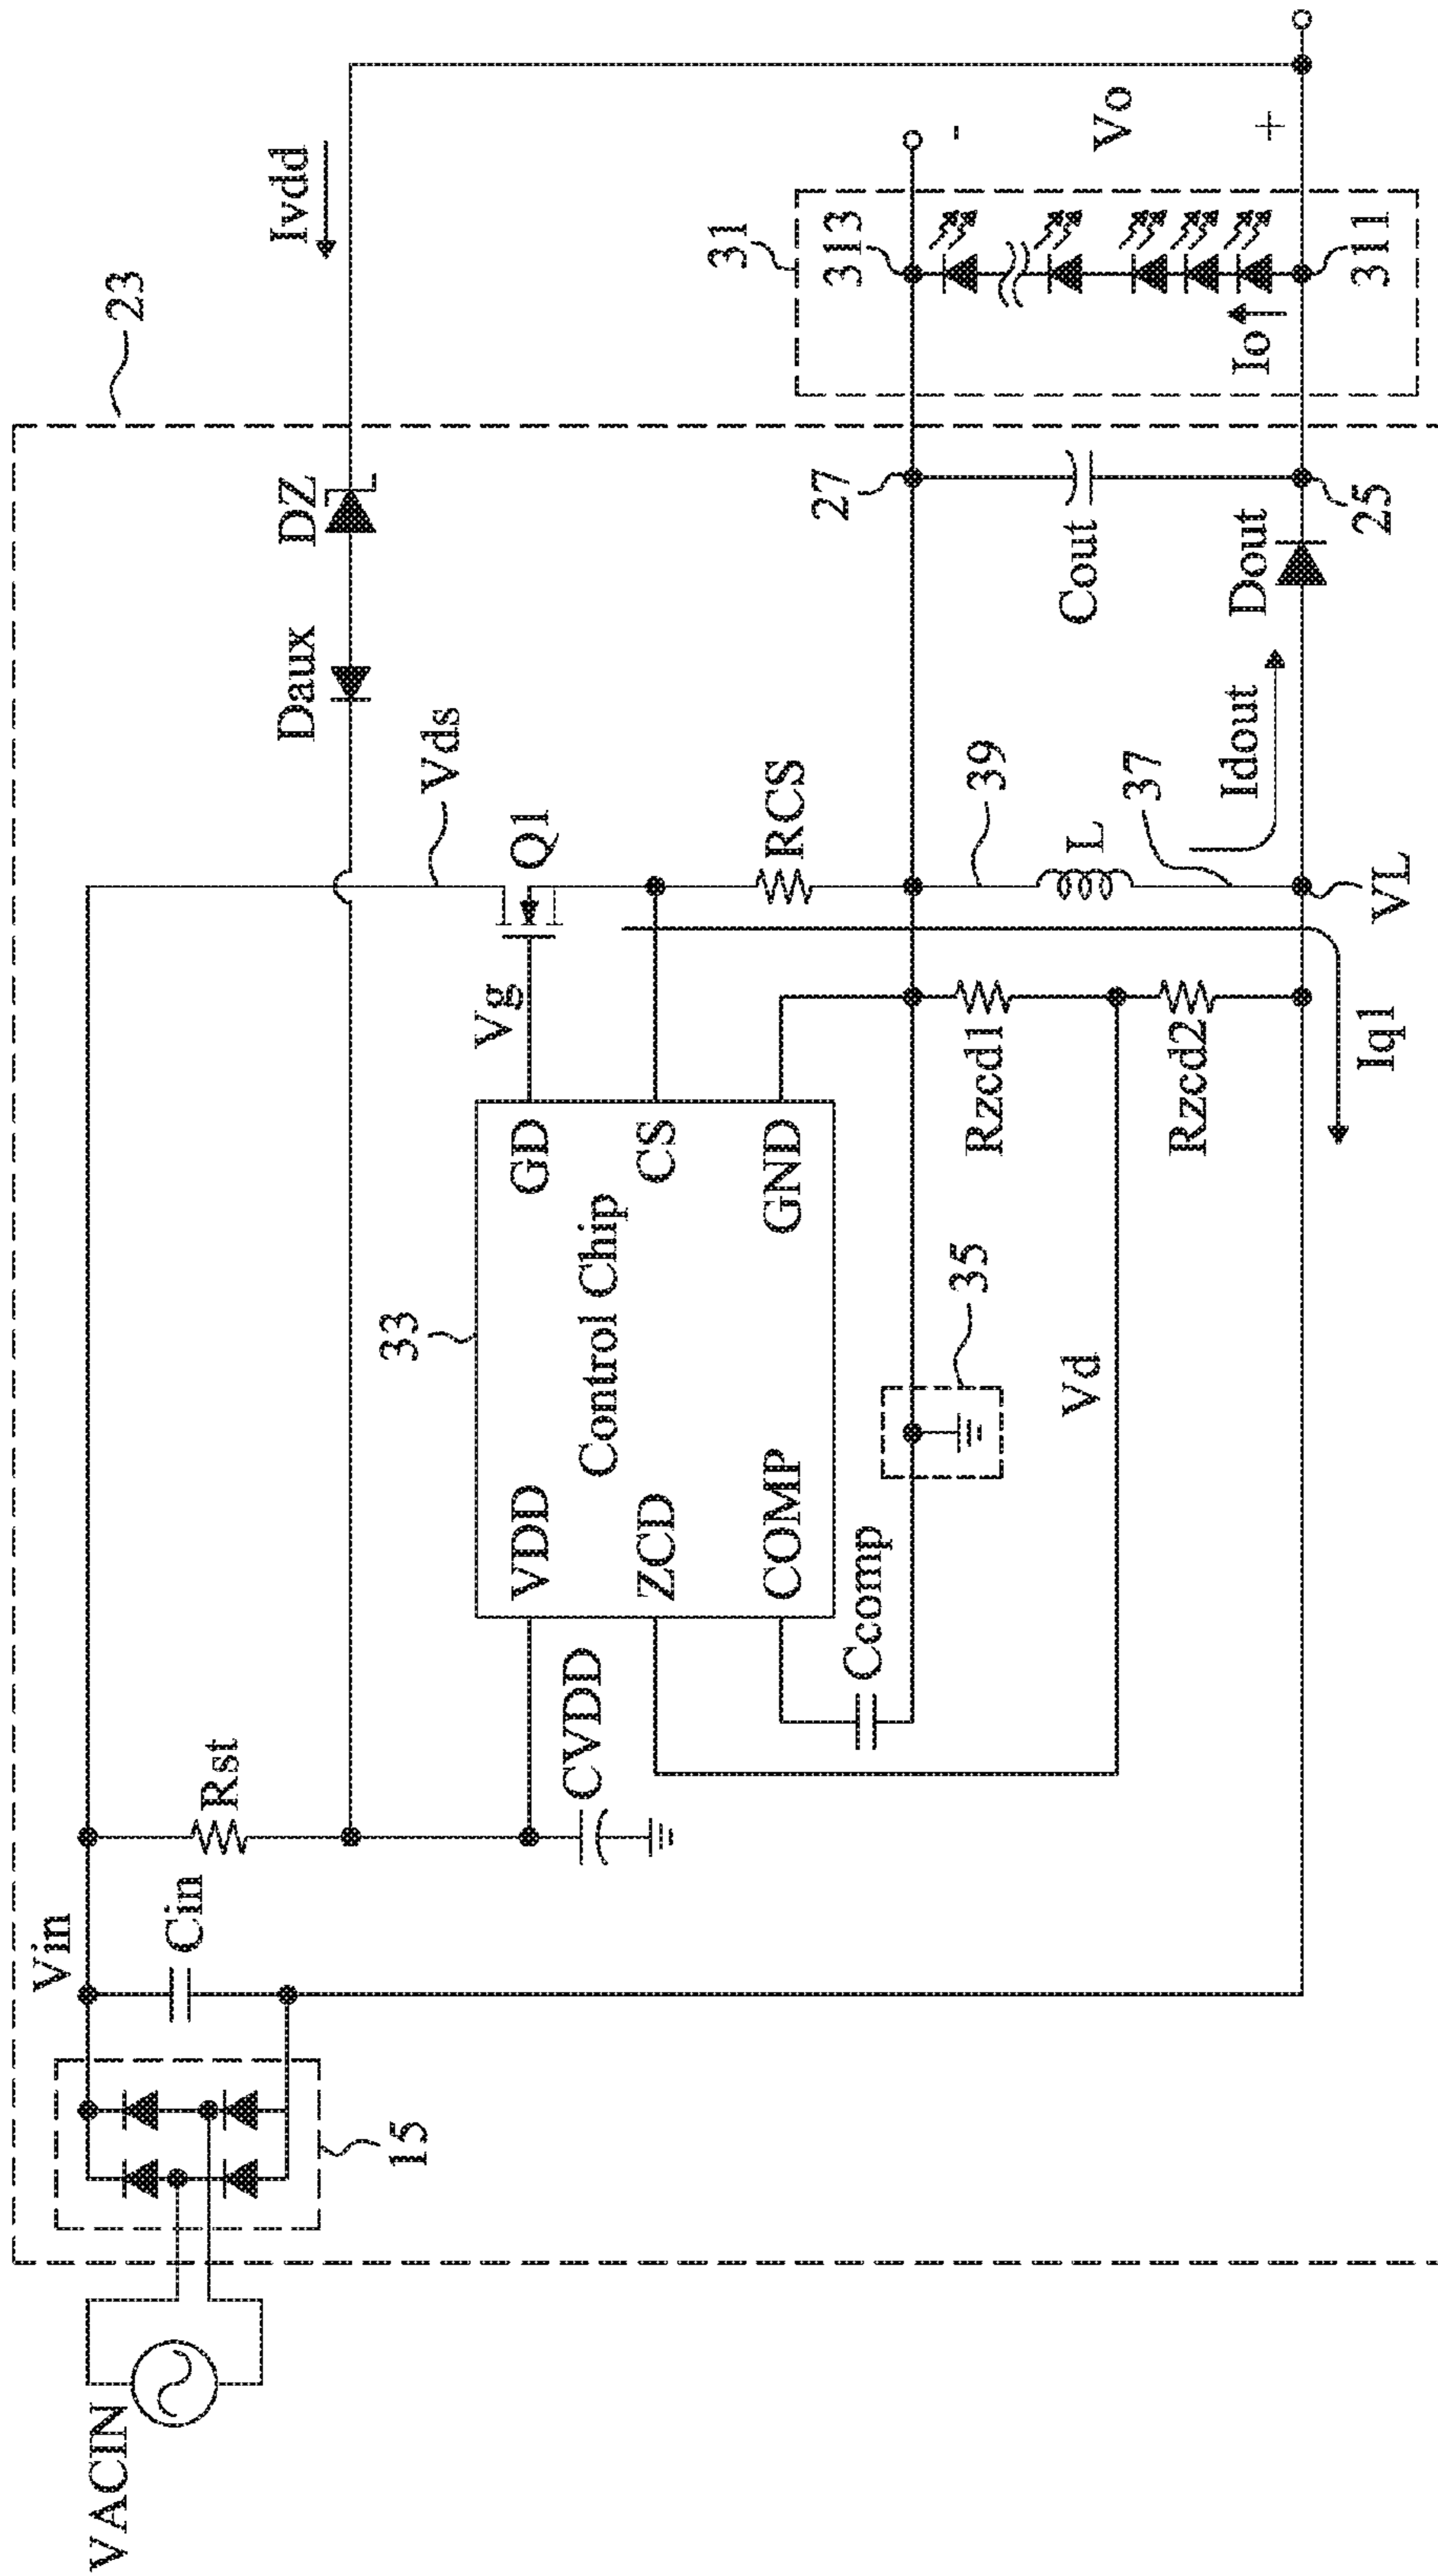 23
VACIN
15
Vin
Cin
Rst
CVDD
33
VDD
ZCD
COMP
Control Chip
GD
CS
GND
Ccomp
35
Vd
Vg
Q1
Vds
Daux
DZ
Ivdd
RCS
39
L
37
Rzcd1
Rzcd2
Iq1
VL
Idout
Dout
Cout
27
25
31
313
311
Io
-
Vo
+